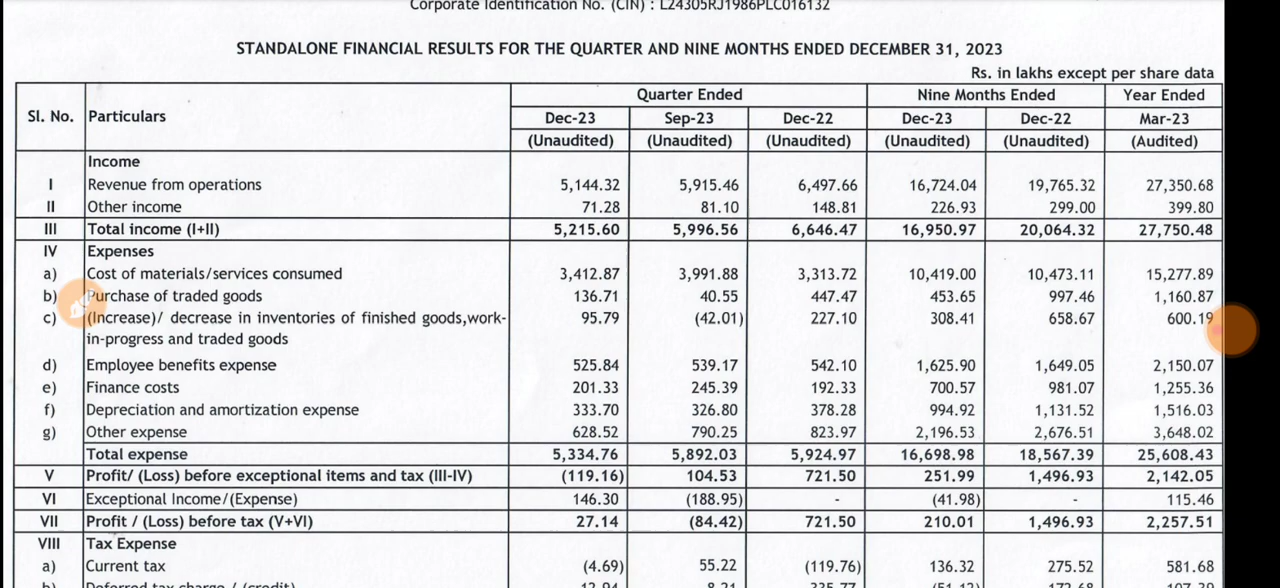 Corporate Identification No. (CIN) : L24305RJ1986PLC016132
STANDALONE FINANCIAL RESULTS FOR THE QUARTER AND NINE MONTHS ENDED DECEMBER 31, 2023
Rs. in lakhs except per share data
Sl. No. Particulars Quarter Ended Nine Months Ended Year Ended
Dec-23 Sep-23 Dec-22 Dec-23 Dec-22 Mar-23
(Unaudited) (Unaudited) (Unaudited) (Unaudited) (Unaudited) (Audited)
Income
I Revenue from operations 5,144.32 5,915.46 6,497.66 16,724.04 19,765.32 27,350.68
II Other income 71.28 81.10 148.81 226.93 299.00 399.80
III Total income (I+II) 5,215.60 5,996.56 6,646.47 16,950.97 20,064.32 27,750.48
IV Expenses
a) Cost of materials/services consumed 3,412.87 3,991.88 3,313.72 10,419.00 10,473.11 15,277.89
b) Purchase of traded goods 136.71 40.55 447.47 453.65 997.46 1,160.87
c) (Increase)/ decrease in inventories of finished goods,work- 95.79 (42.01) 227.10 308.41 658.67 600.19
in-progress and traded goods
d) Employee benefits expense 525.84 539.17 542.10 1,625.90 1,649.05 2,150.07
e) Finance costs 201.33 245.39 192.33 700.57 981.07 1,255.36
f) Depreciation and amortization expense 333.70 326.80 378.28 994.92 1,131.52 1,516.03
g) Other expense 628.52 790.25 823.97 2,196.53 2,676.51 3,648.02
Total expense 5,334.76 5,892.03 5,924.97 16,698.98 18,567.39 25,608.43
V Profit/ (Loss) before exceptional items and tax (III-IV) (119.16) 104.53 721.50 251.99 1,496.93 2,142.05
VI Exceptional Income/(Expense) 146.30 (188.95) - (41.98) - 115.46
VII Profit / (Loss) before tax (V+VI) 27.14 (84.42) 721.50 210.01 1,496.93 2,257.51
VIII Tax Expense
a) Current tax (4.69) 55.22 (119.76) 136.32 275.52 581.68
b) Deferred tax charge / (credit)